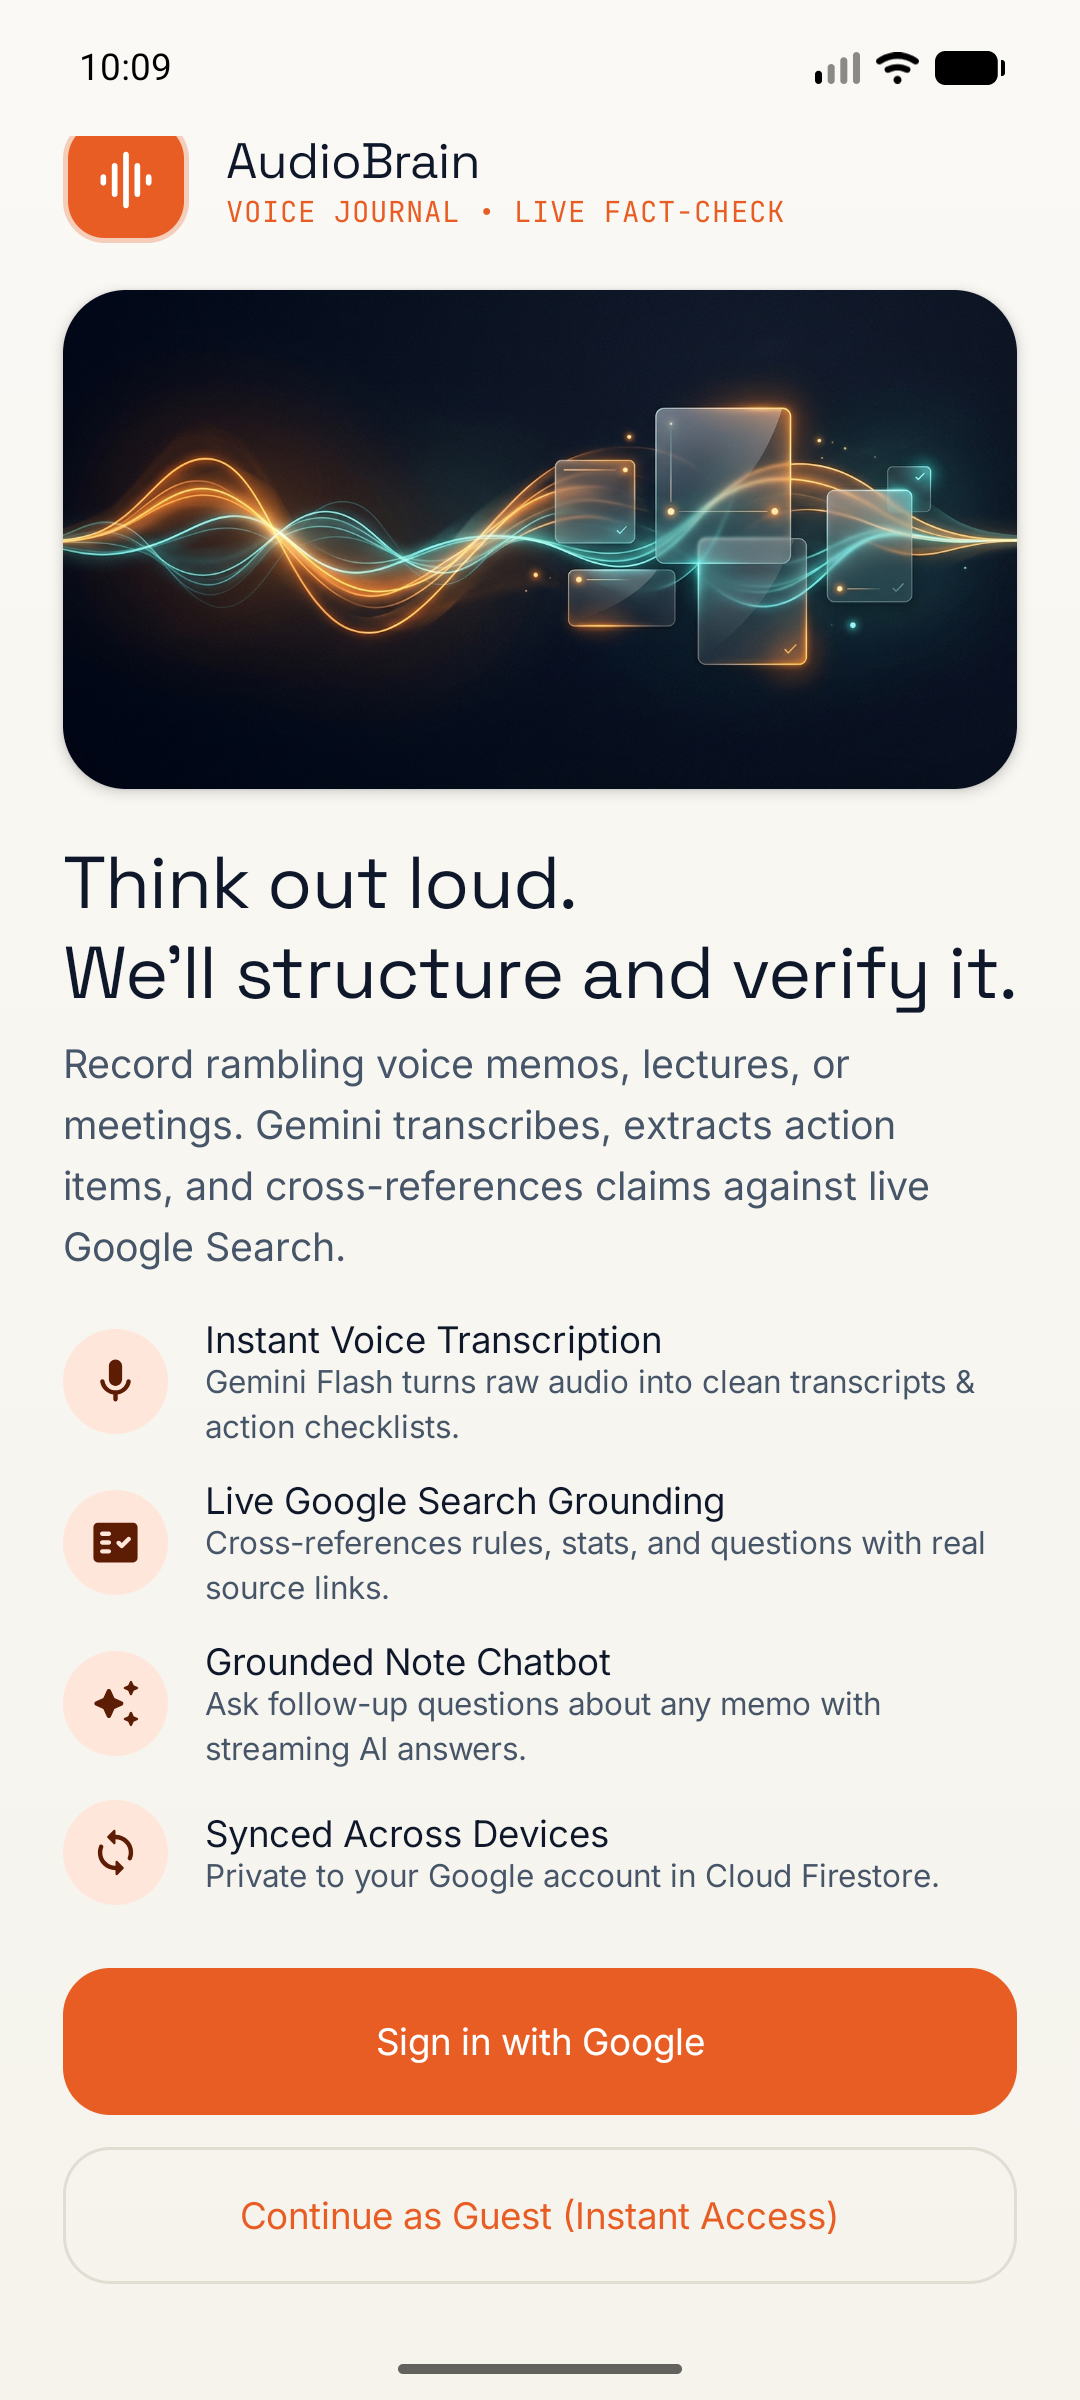 10:09
AudioBrain
VOICE JOURNAL • LIVE FACT-CHECK
Think out loud.
We’ll structure and verify it.
Record rambling voice memos, lectures, or
meetings. Gemini transcribes, extracts action
items, and cross-references claims against live
Google Search.
Instant Voice Transcription
Gemini Flash turns raw audio into clean transcripts &
action checklists.
Live Google Search Grounding
Cross-references rules, stats, and questions with real
source links.
Grounded Note Chatbot
Ask follow-up questions about any memo with
streaming AI answers.
Synced Across Devices
Private to your Google account in Cloud Firestore.
Sign in with Google
Continue as Guest (Instant Access)